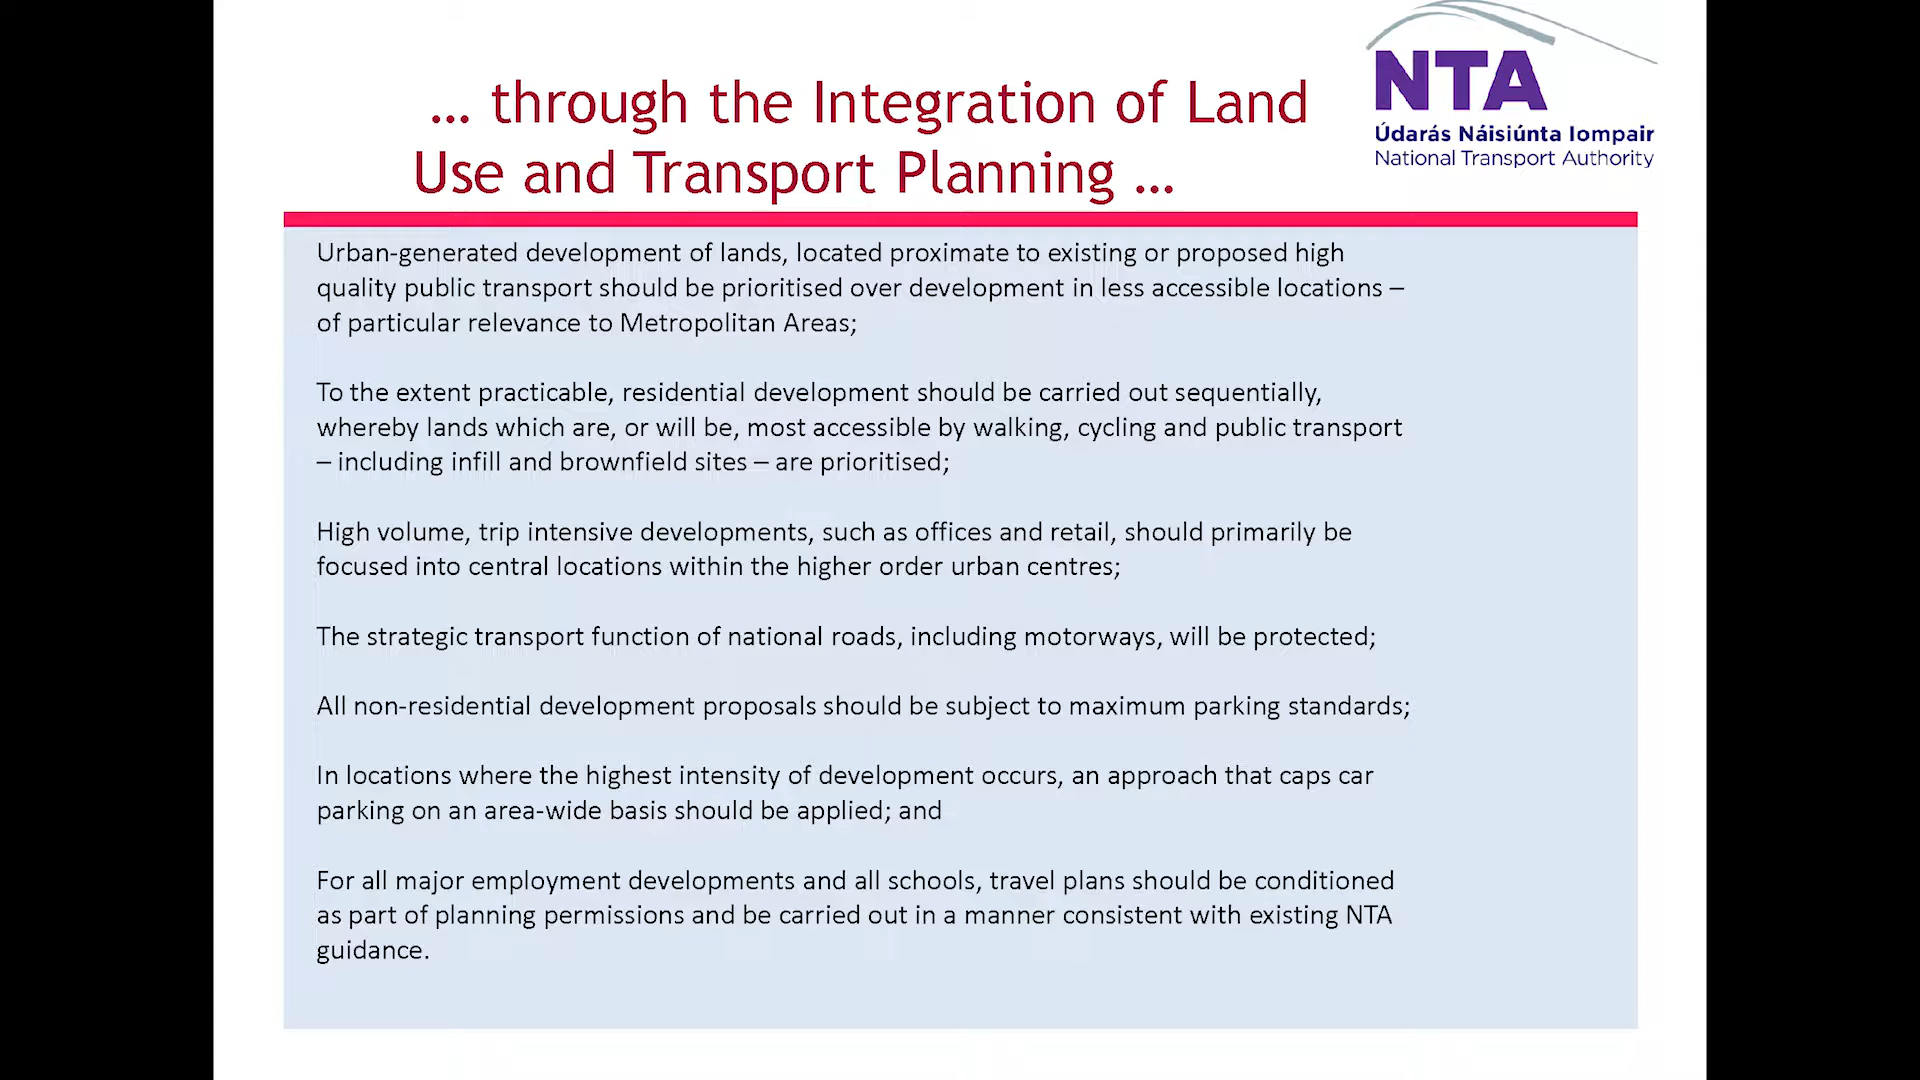 … through the Integration of Land
Use and Transport Planning …
NTA
Údarás Náisiúnta Iompair
National Transport Authority
Urban-generated development of lands, located proximate to existing or proposed high
quality public transport should be prioritised over development in less accessible locations –
of particular relevance to Metropolitan Areas;
To the extent practicable, residential development should be carried out sequentially,
whereby lands which are, or will be, most accessible by walking, cycling and public transport
– including infill and brownfield sites – are prioritised;
High volume, trip intensive developments, such as offices and retail, should primarily be
focused into central locations within the higher order urban centres;
The strategic transport function of national roads, including motorways, will be protected;
All non-residential development proposals should be subject to maximum parking standards;
In locations where the highest intensity of development occurs, an approach that caps car
parking on an area-wide basis should be applied; and
For all major employment developments and all schools, travel plans should be conditioned
as part of planning permissions and be carried out in a manner consistent with existing NTA
guidance.